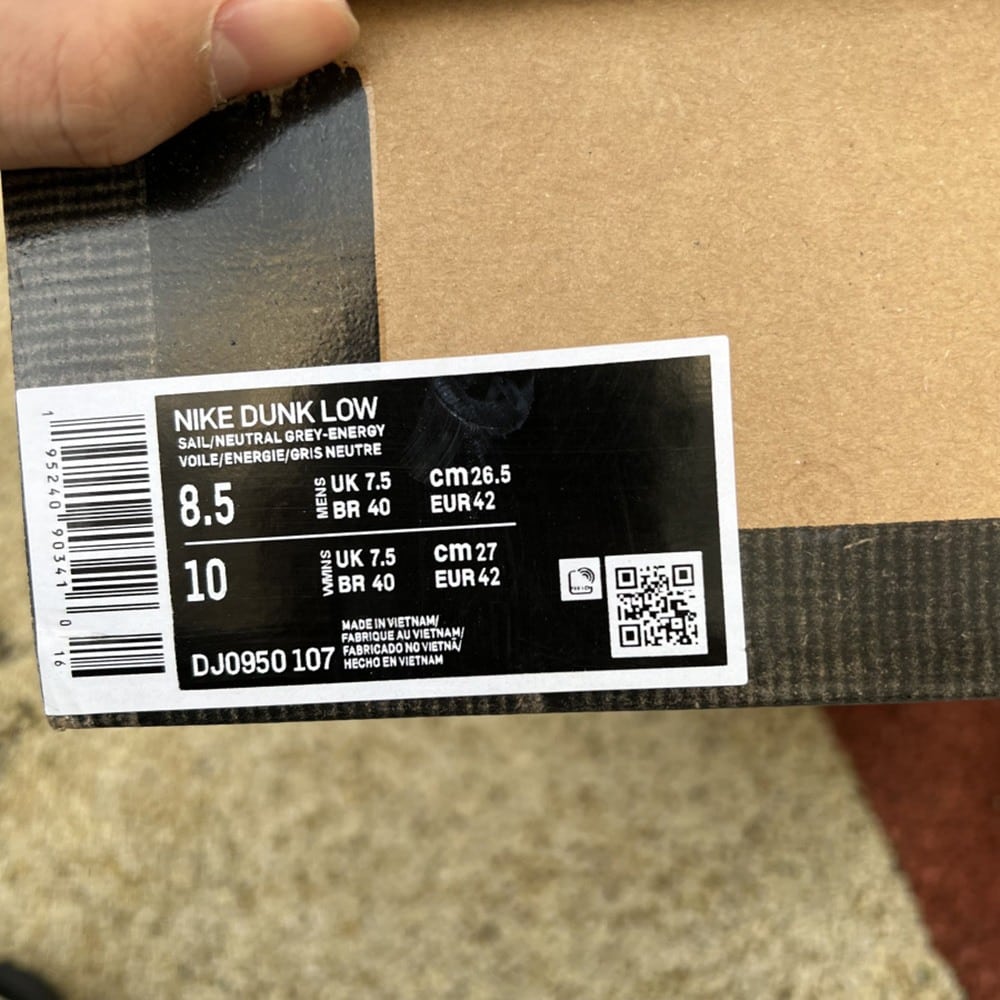 NIKE DUNK LOW
SAIL/NEUTRAL GREY-ENERGY
VOILE/ENERGIE/GRIS NEUTRE
8.5 MENS UK 7.5 cm 26.5
BR 40 EUR 42
10 WMNS UK 7.5 cm 27
BR 40 EUR 42
MADE IN VIETNAM/
FABRIQUE AU VIETNAM/
FABRICADO NO VIETNÃ/
HECHO EN VIETNAM
DJ0950 107
1 95240 90341 0 16